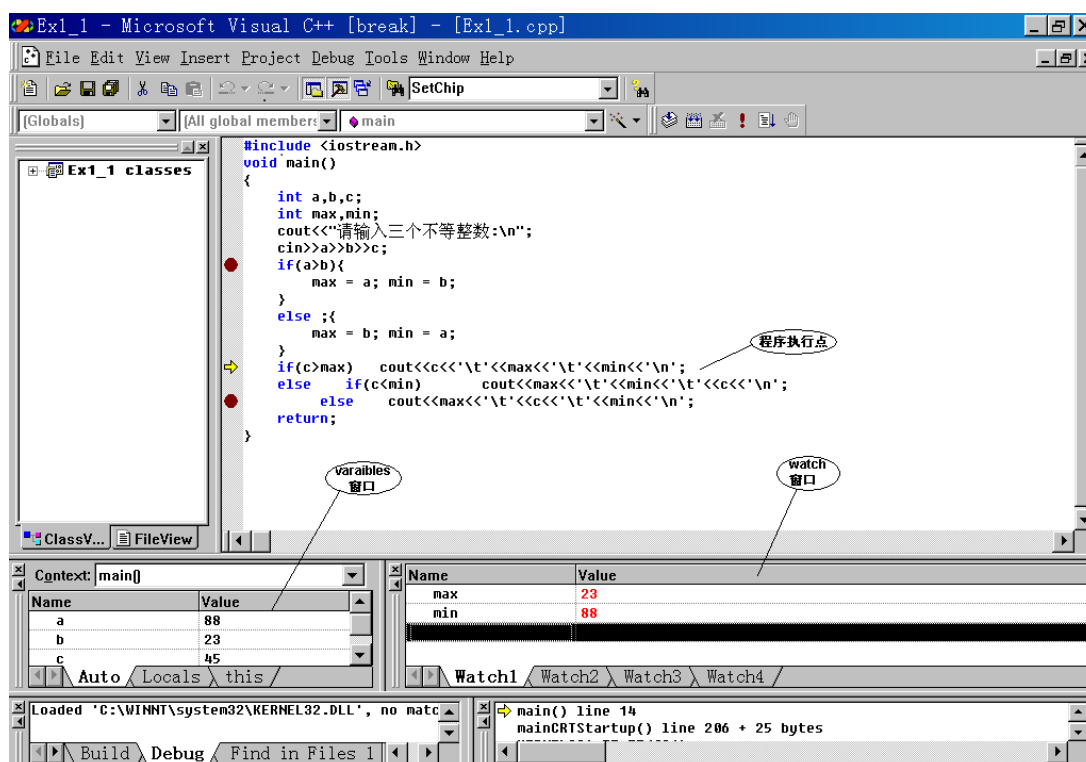 Ex1_1 - Microsoft Visual C++ [break] - [Ex1_1.cpp]
File Edit View Insert Project Debug Tools Window Help
SetChip
(Globals) (All global members main
Ex1_1 classes
#include <iostream.h>
void main()
{
int a,b,c;
int max,min;
cout<<"请输入三个不等整数:\n";
cin>>a>>b>>c;
if(a>b){
max = a; min = b;
}
else ;{
max = b; min = a;
}
程序执行点
if(c>max) cout<<c<<'\t'<<max<<'\t'<<min<<'\n';
else if(c<min) cout<<max<<'\t'<<min<<'\t'<<c<<'\n';
else cout<<max<<'\t'<<c<<'\t'<<min<<'\n';
return;
}
varaibles
窗口
watch
窗口
ClassV... FileView
Context: main()
Name Value
a 88
b 23
c 45
Auto Locals this
Name Value
max 23
min 88
Watch1 Watch2 Watch3 Watch4
Loaded 'C:\WINNT\system32\KERNEL32.DLL', no matc
Build Debug Find in Files 1
main() line 14
mainCRTStartup() line 206 + 25 bytes